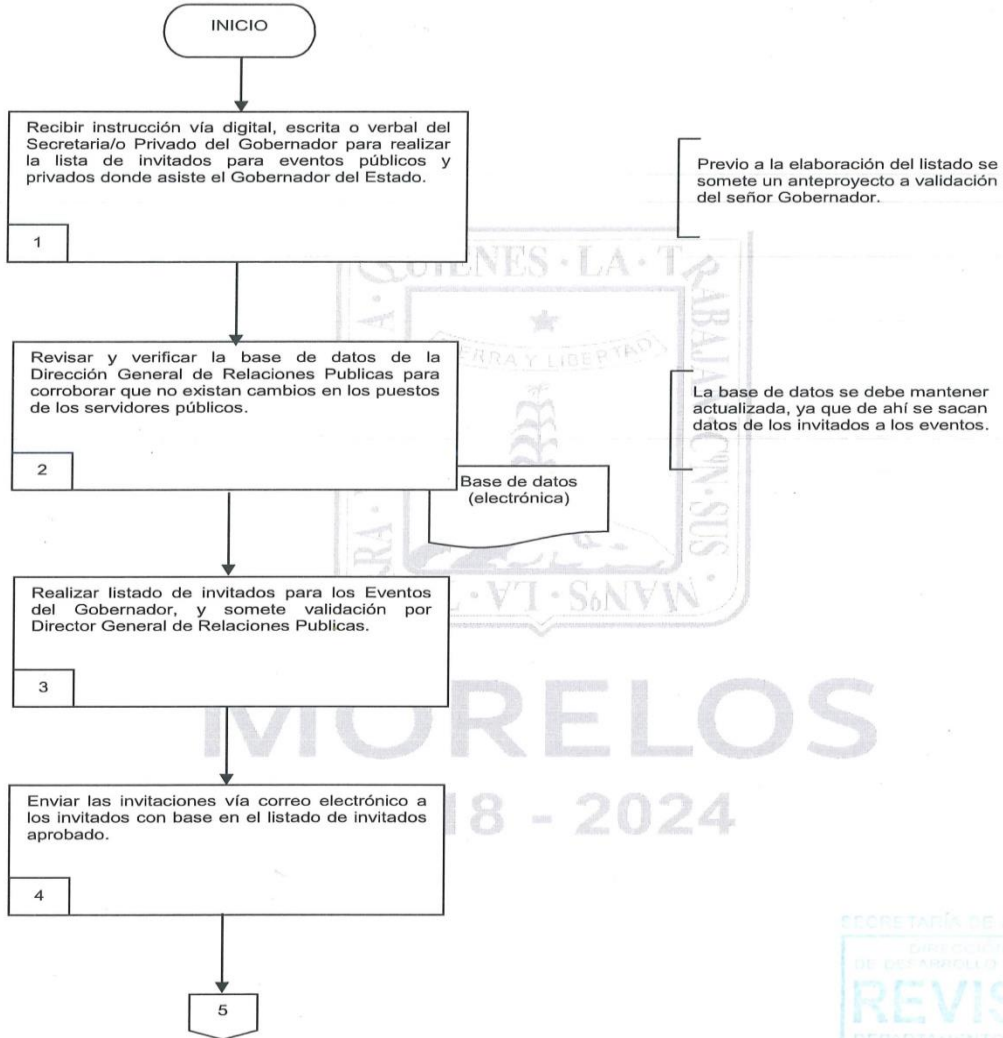 INICIO
Recibir instrucción vía digital, escrita o verbal del
Secretaria/o Privado del Gobernador para realizar
la lista de invitados para eventos públicos y
privados donde asiste el Gobernador del Estado.
1
Previo a la elaboración del listado se
somete un anteproyecto a validación
del señor Gobernador.
Revisar y verificar la base de datos de la
Dirección General de Relaciones Publicas para
corroborar que no existan cambios en los puestos
de los servidores públicos.
2
La base de datos se debe mantener
actualizada, ya que de ahí se sacan
datos de los invitados a los eventos.
Base de datos
(electrónica)
Realizar listado de invitados para los Eventos
del Gobernador, y somete validación por
Director General de Relaciones Publicas.
3
Enviar las invitaciones vía correo electrónico a
los invitados con base en el listado de invitados
aprobado.
4
5
QUIENES · LA · TRABAJAN · CON · SUS · MANOS · LA
TIERRA Y LIBERTAD
MORELOS
18 - 2024
SECRETARÍA DE
DE DESARROLLO
REVIS